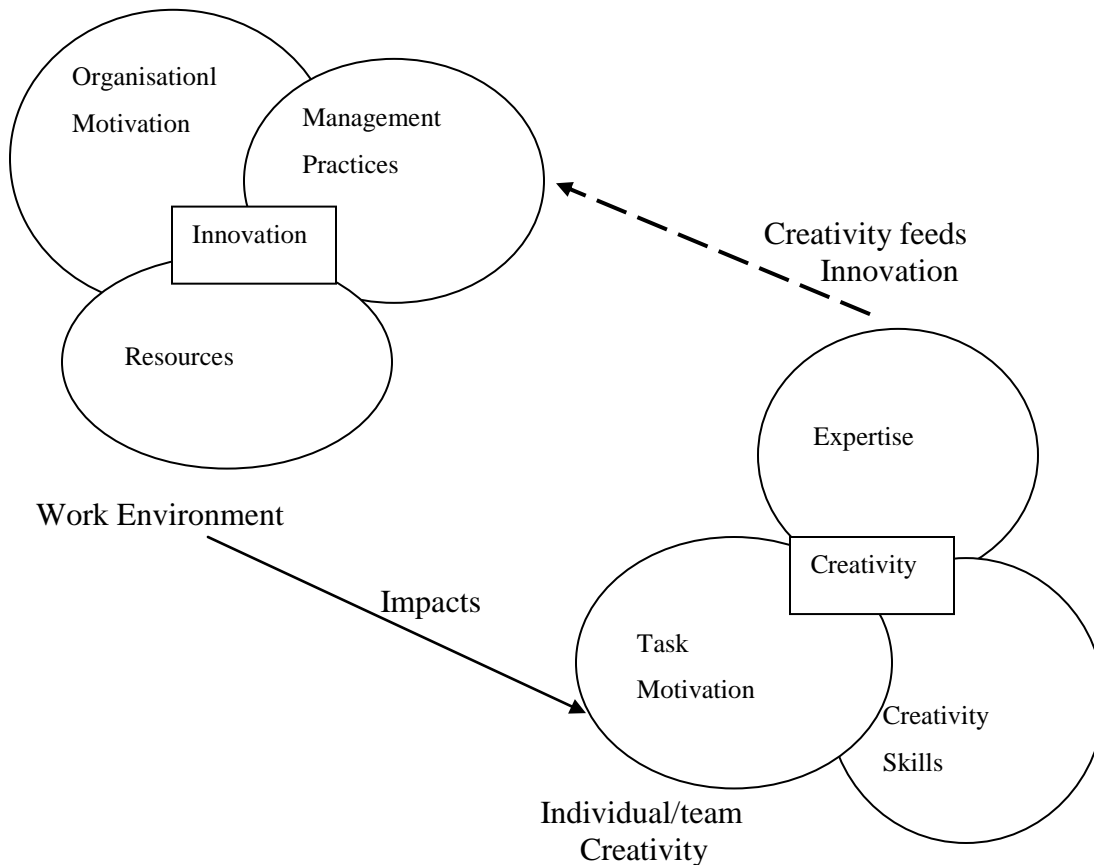 Organisationl
Motivation
Management
Practices
Innovation
Resources
Creativity feeds
Innovation
Expertise
Work Environment
Impacts
Creativity
Task
Motivation
Creativity
Skills
Individual/team
Creativity